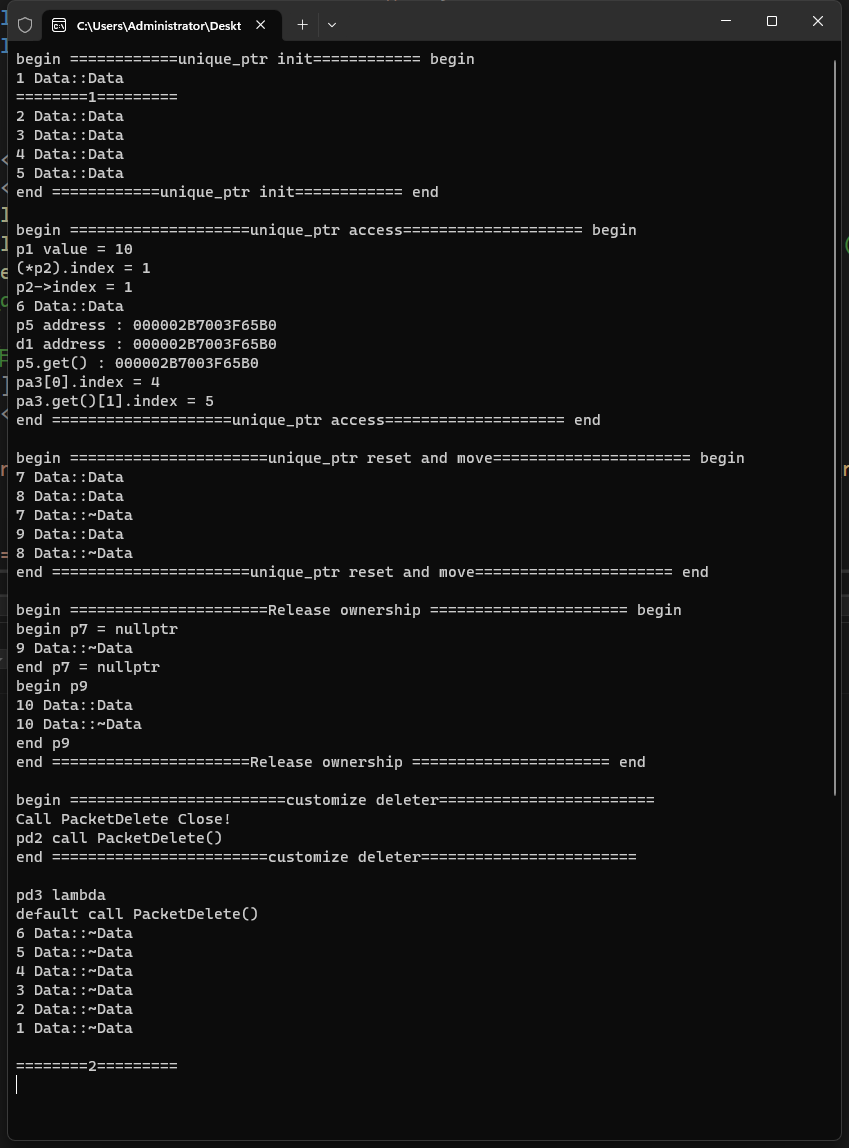 C:\Users\Administrator\Deskt
begin ============unique_ptr init============ begin
1 Data::Data
========1=========
2 Data::Data
3 Data::Data
4 Data::Data
5 Data::Data
end ============unique_ptr init============ end
begin ====================unique_ptr access==================== begin
p1 value = 10
(*p2).index = 1
p2->index = 1
6 Data::Data
p5 address : 000002B7003F65B0
d1 address : 000002B7003F65B0
p5.get() : 000002B7003F65B0
pa3[0].index = 4
pa3.get()[1].index = 5
end ====================unique_ptr access==================== end
begin ======================unique_ptr reset and move====================== begin
7 Data::Data
8 Data::Data
7 Data::~Data
9 Data::Data
8 Data::~Data
end ======================unique_ptr reset and move====================== end
begin ======================Release ownership ====================== begin
begin p7 = nullptr
9 Data::~Data
end p7 = nullptr
begin p9
10 Data::Data
10 Data::~Data
end p9
end ======================Release ownership ====================== end
begin ========================customize deleter========================
Call PacketDelete Close!
pd2 call PacketDelete()
end ========================customize deleter========================
pd3 lambda
default call PacketDelete()
6 Data::~Data
5 Data::~Data
4 Data::~Data
3 Data::~Data
2 Data::~Data
1 Data::~Data
========2=========